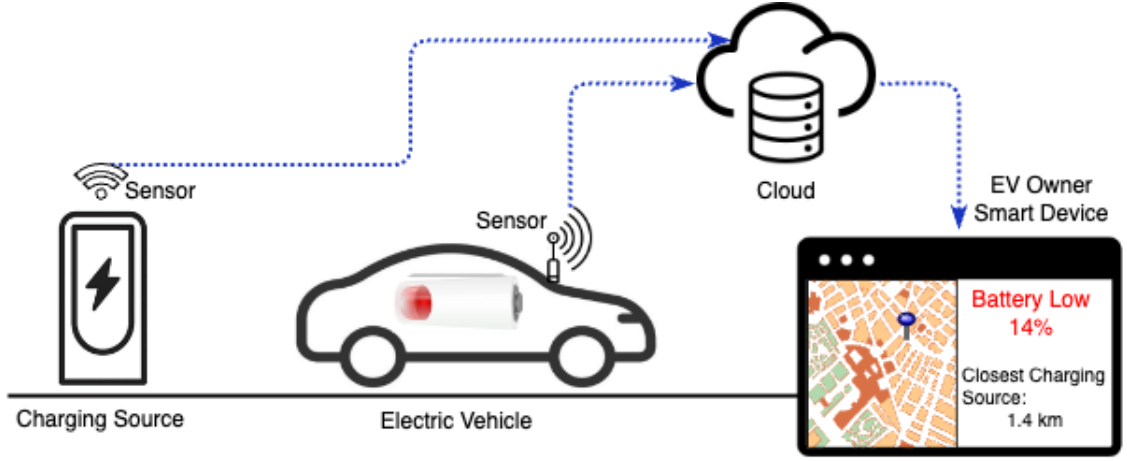 Sensor
Sensor
Cloud
EV Owner
Smart Device
Battery Low
14%
Closest Charging
Source:
1.4 km
Charging Source
Electric Vehicle